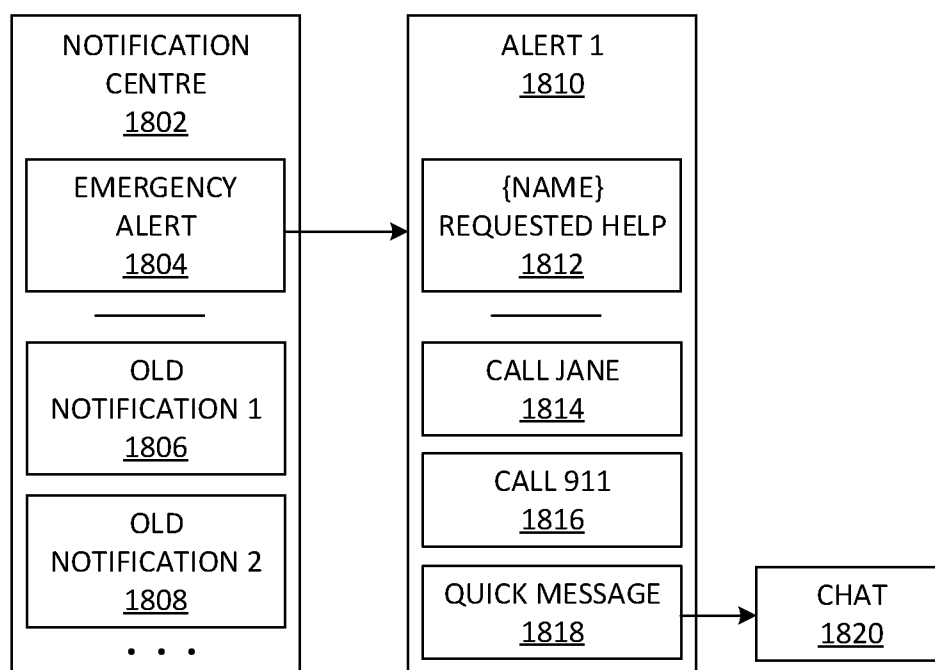 NOTIFICATION
CENTRE
1802
EMERGENCY
ALERT
1804
OLD
NOTIFICATION 1
1806
OLD
NOTIFICATION 2
1808
. . .
ALERT 1
1810
{NAME}
REQUESTED HELP
1812
CALL JANE
1814
CALL 911
1816
QUICK MESSAGE
1818
CHAT
1820